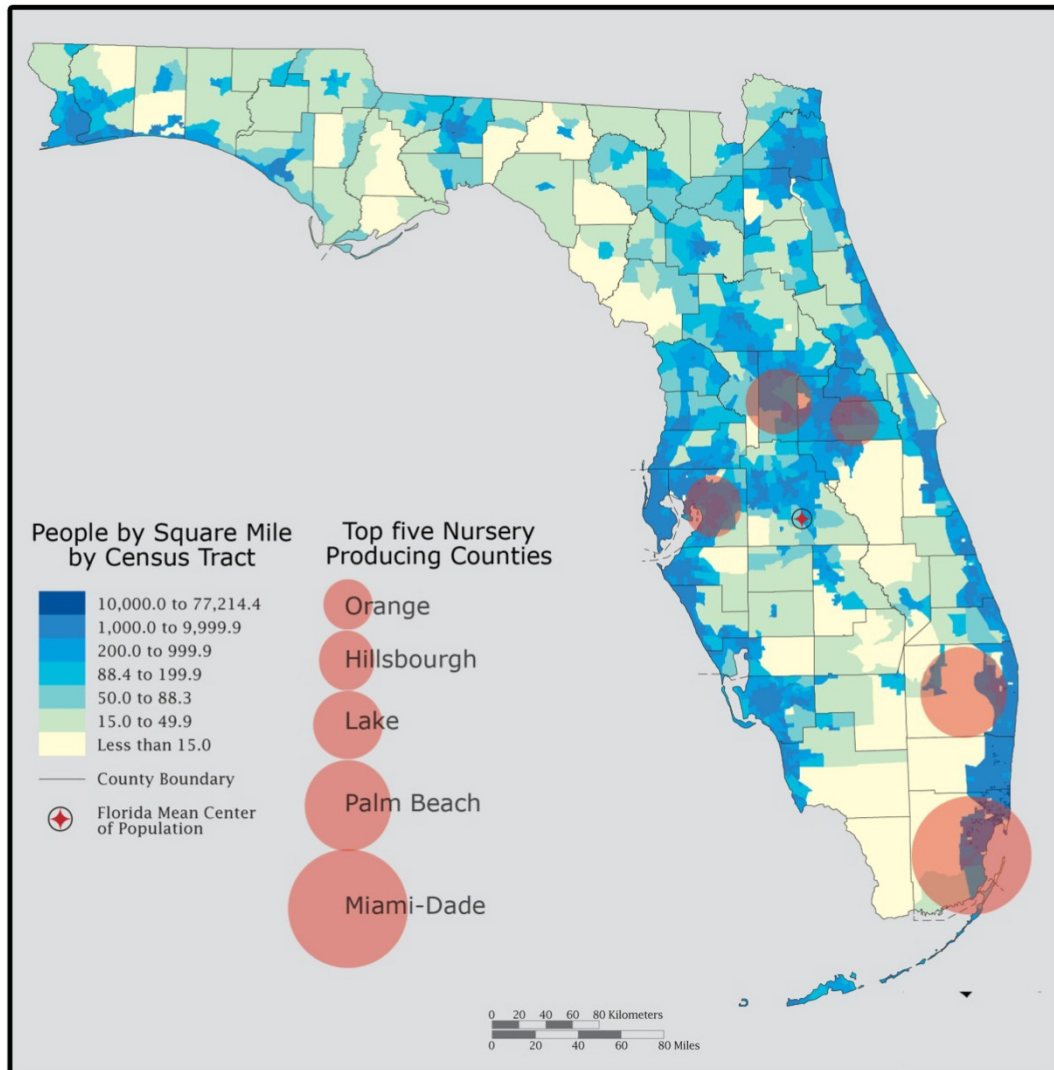 People by Square Mile
by Census Tract
10,000.0 to 77,214.4
1,000.0 to 9,999.9
200.0 to 999.9
88.4 to 199.9
50.0 to 88.3
15.0 to 49.9
Less than 15.0
County Boundary
Florida Mean Center
of Population
Top five Nursery
Producing Counties
Orange
Hillsbourgh
Lake
Palm Beach
Miami-Dade
0 20 40 60 80 Kilometers
0 20 40 60 80 Miles